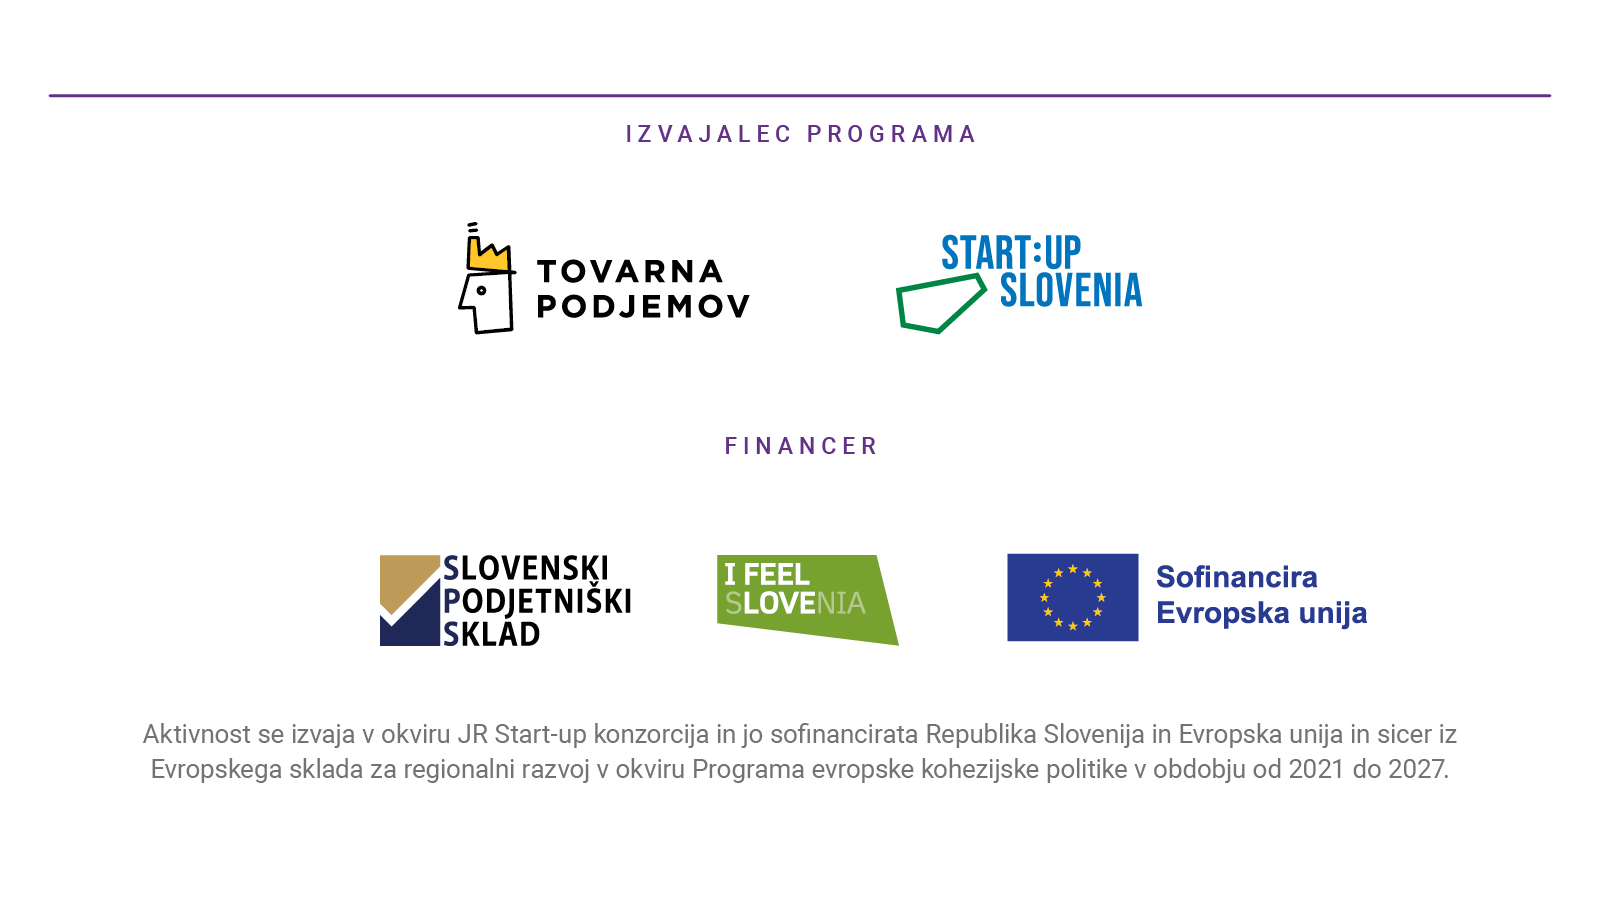 IZVAJALEC PROGRAMA
TOVARNA
PODJEMOV
START:UP
SLOVENIA
FINANCER
SLOVENSKI
PODJETNIŠKI
SKLAD
I FEEL
SLOVENIA
Sofinancira
Evropska unija
Aktivnost se izvaja v okviru JR Start-up konzorcija in jo sofinancirata Republika Slovenija in Evropska unija in sicer iz
Evropskega sklada za regionalni razvoj v okviru Programa evropske kohezijske politike v obdobju od 2021 do 2027.